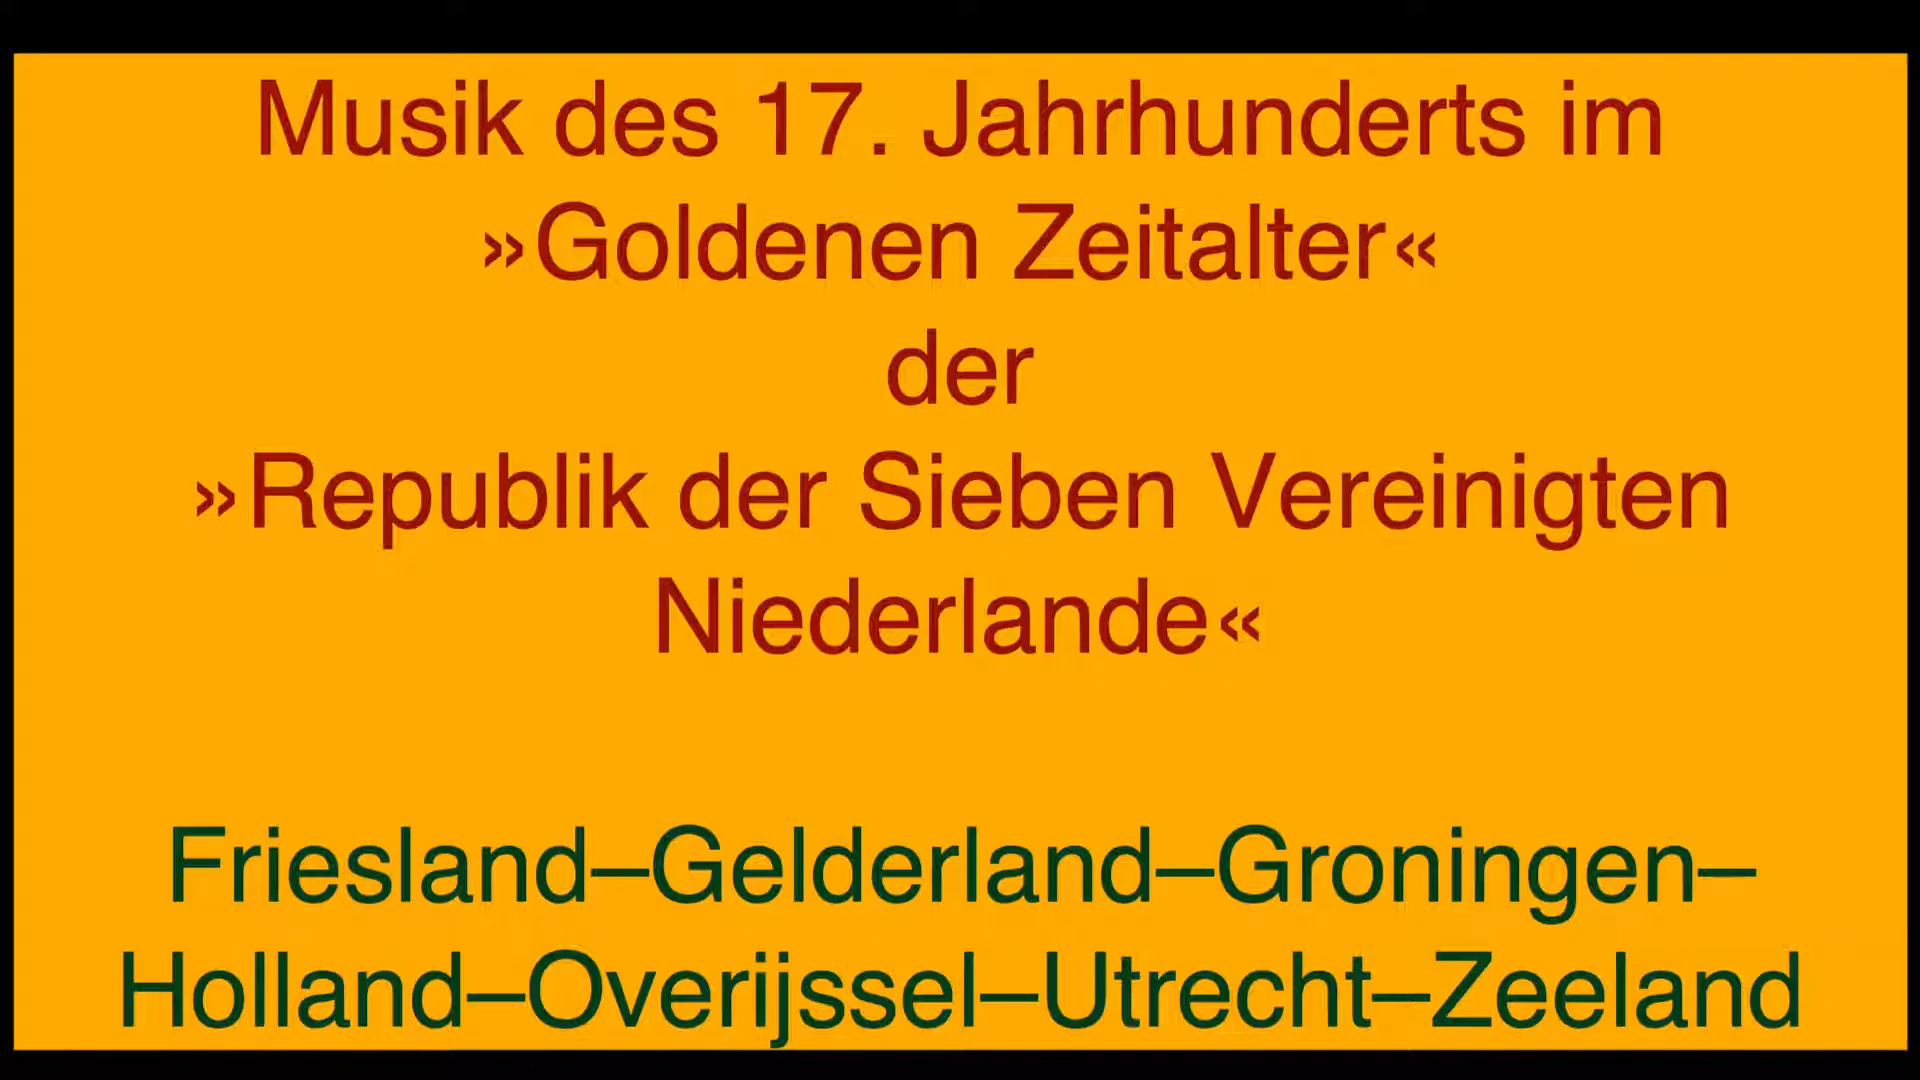 Musik des 17. Jahrhunderts im
»Goldenen Zeitalter«
der
»Republik der Sieben Vereinigten
Niederlande«
Friesland–Gelderland–Groningen–
Holland–Overijssel–Utrecht–Zeeland